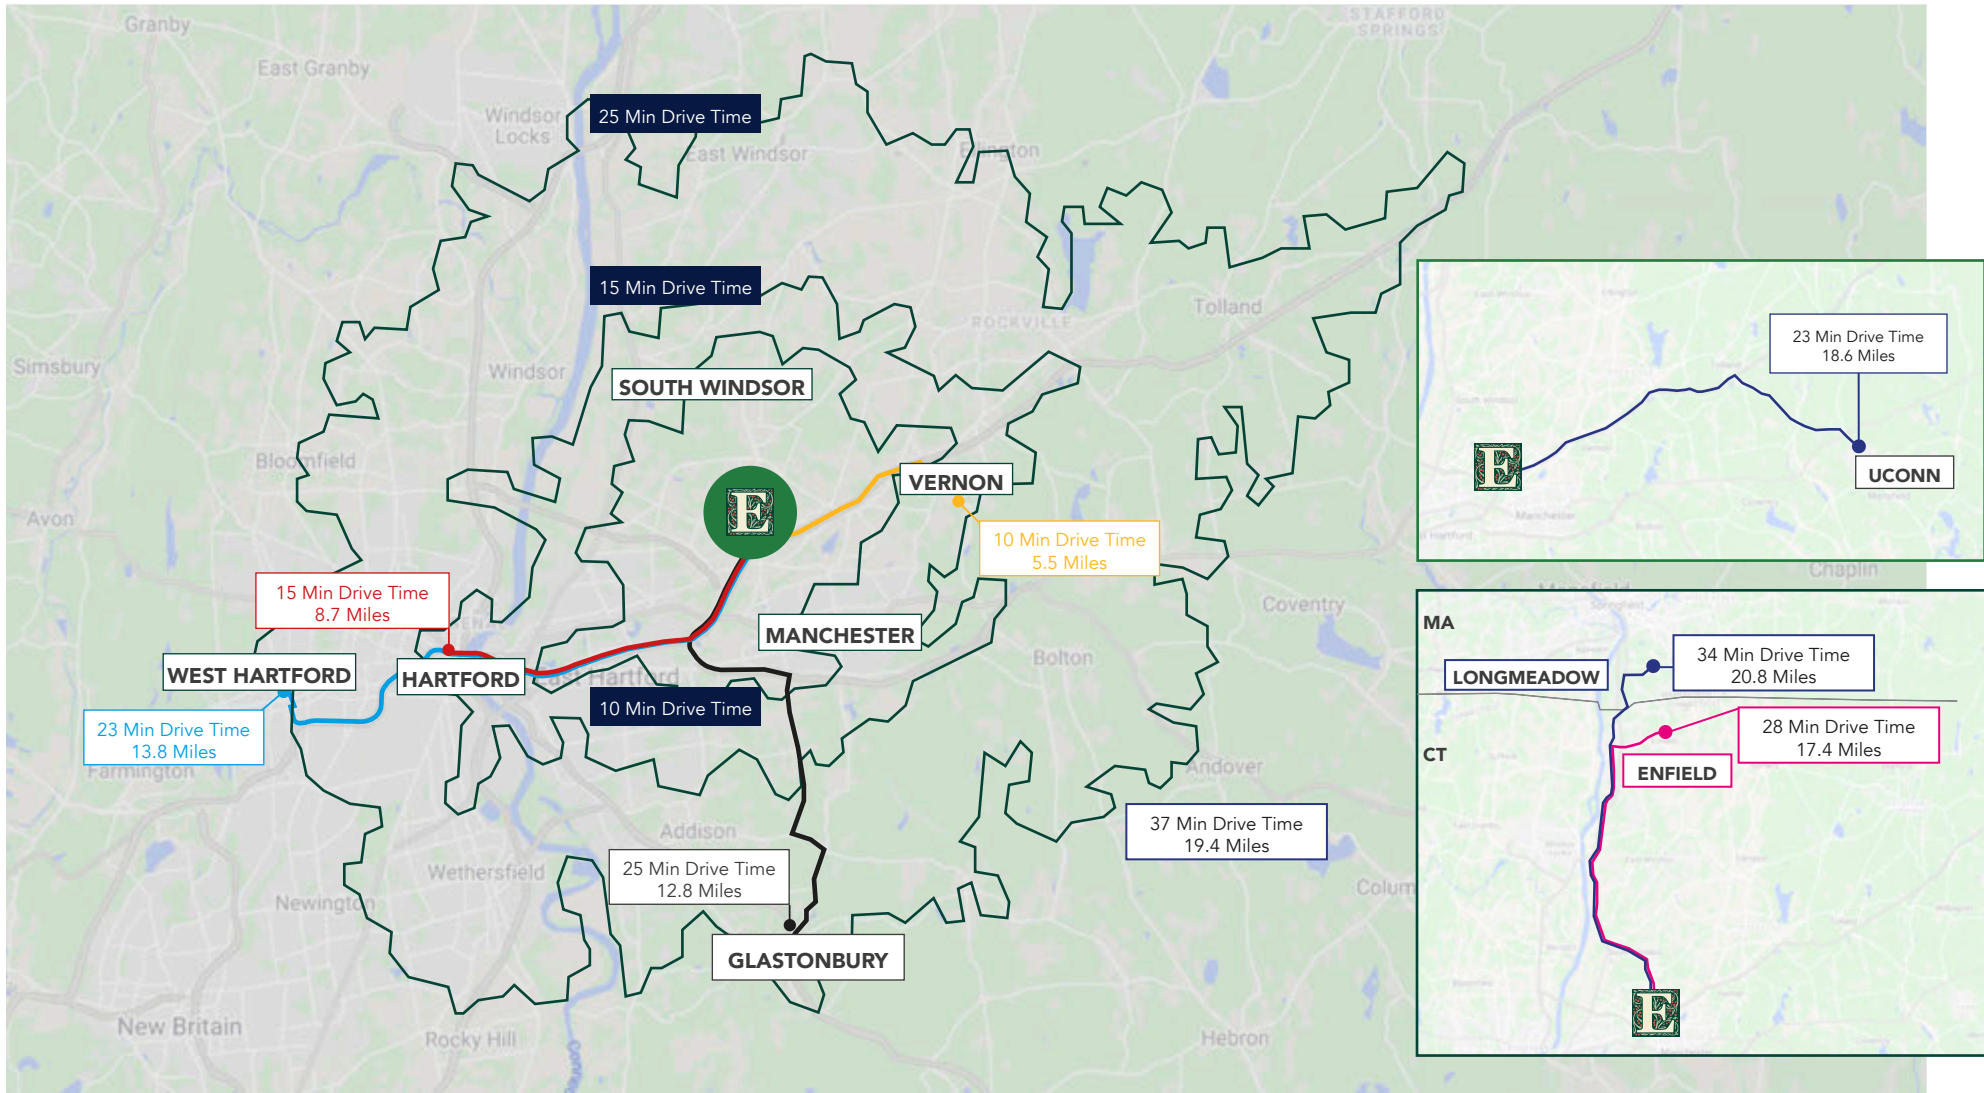 Granby
East Granby
Windsor
Locks
25 Min Drive Time
East Windsor
Ellington
STAFFORD
SPRINGS
15 Min Drive Time
Tolland
ROCKVILLE
Simsbury
Windsor
SOUTH WINDSOR
Bloomfield
VERNON
Avon
E
10 Min Drive Time
5.5 Miles
15 Min Drive Time
8.7 Miles
Coventry
MANCHESTER
Bolton
WEST HARTFORD
HARTFORD
East Hartford
10 Min Drive Time
23 Min Drive Time
13.8 Miles
Farmington
Andover
37 Min Drive Time
19.4 Miles
Addison
25 Min Drive Time
12.8 Miles
Wethersfield
Newington
Colum
GLASTONBURY
New Britain
Rocky Hill
Hebron
23 Min Drive Time
18.6 Miles
E
UCONN
Manchester
Chaplin
MA
LONGMEADOW
34 Min Drive Time
20.8 Miles
CT
28 Min Drive Time
17.4 Miles
ENFIELD
E